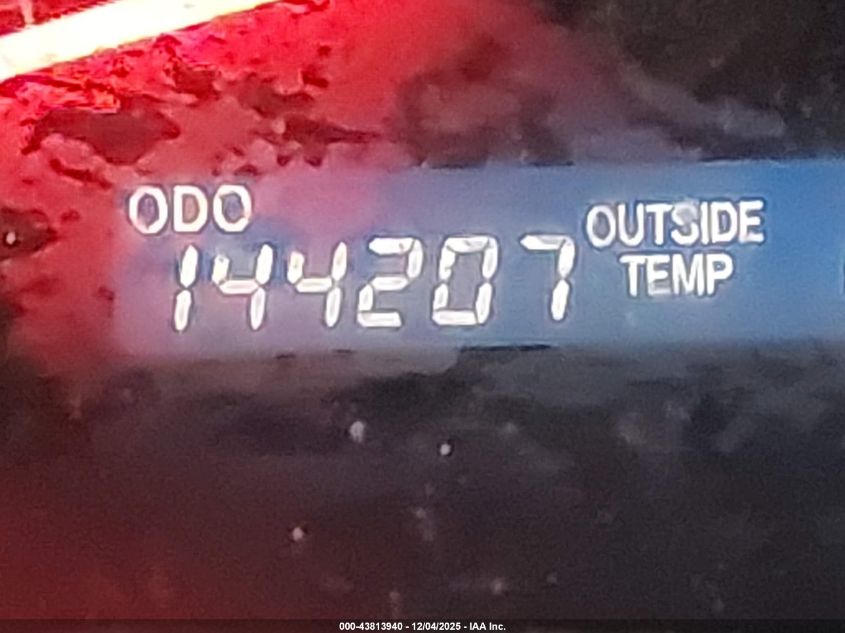 ODO
OUTSIDE
TEMP
144207
000-43813940 - 12/04/2025 - IAA Inc.